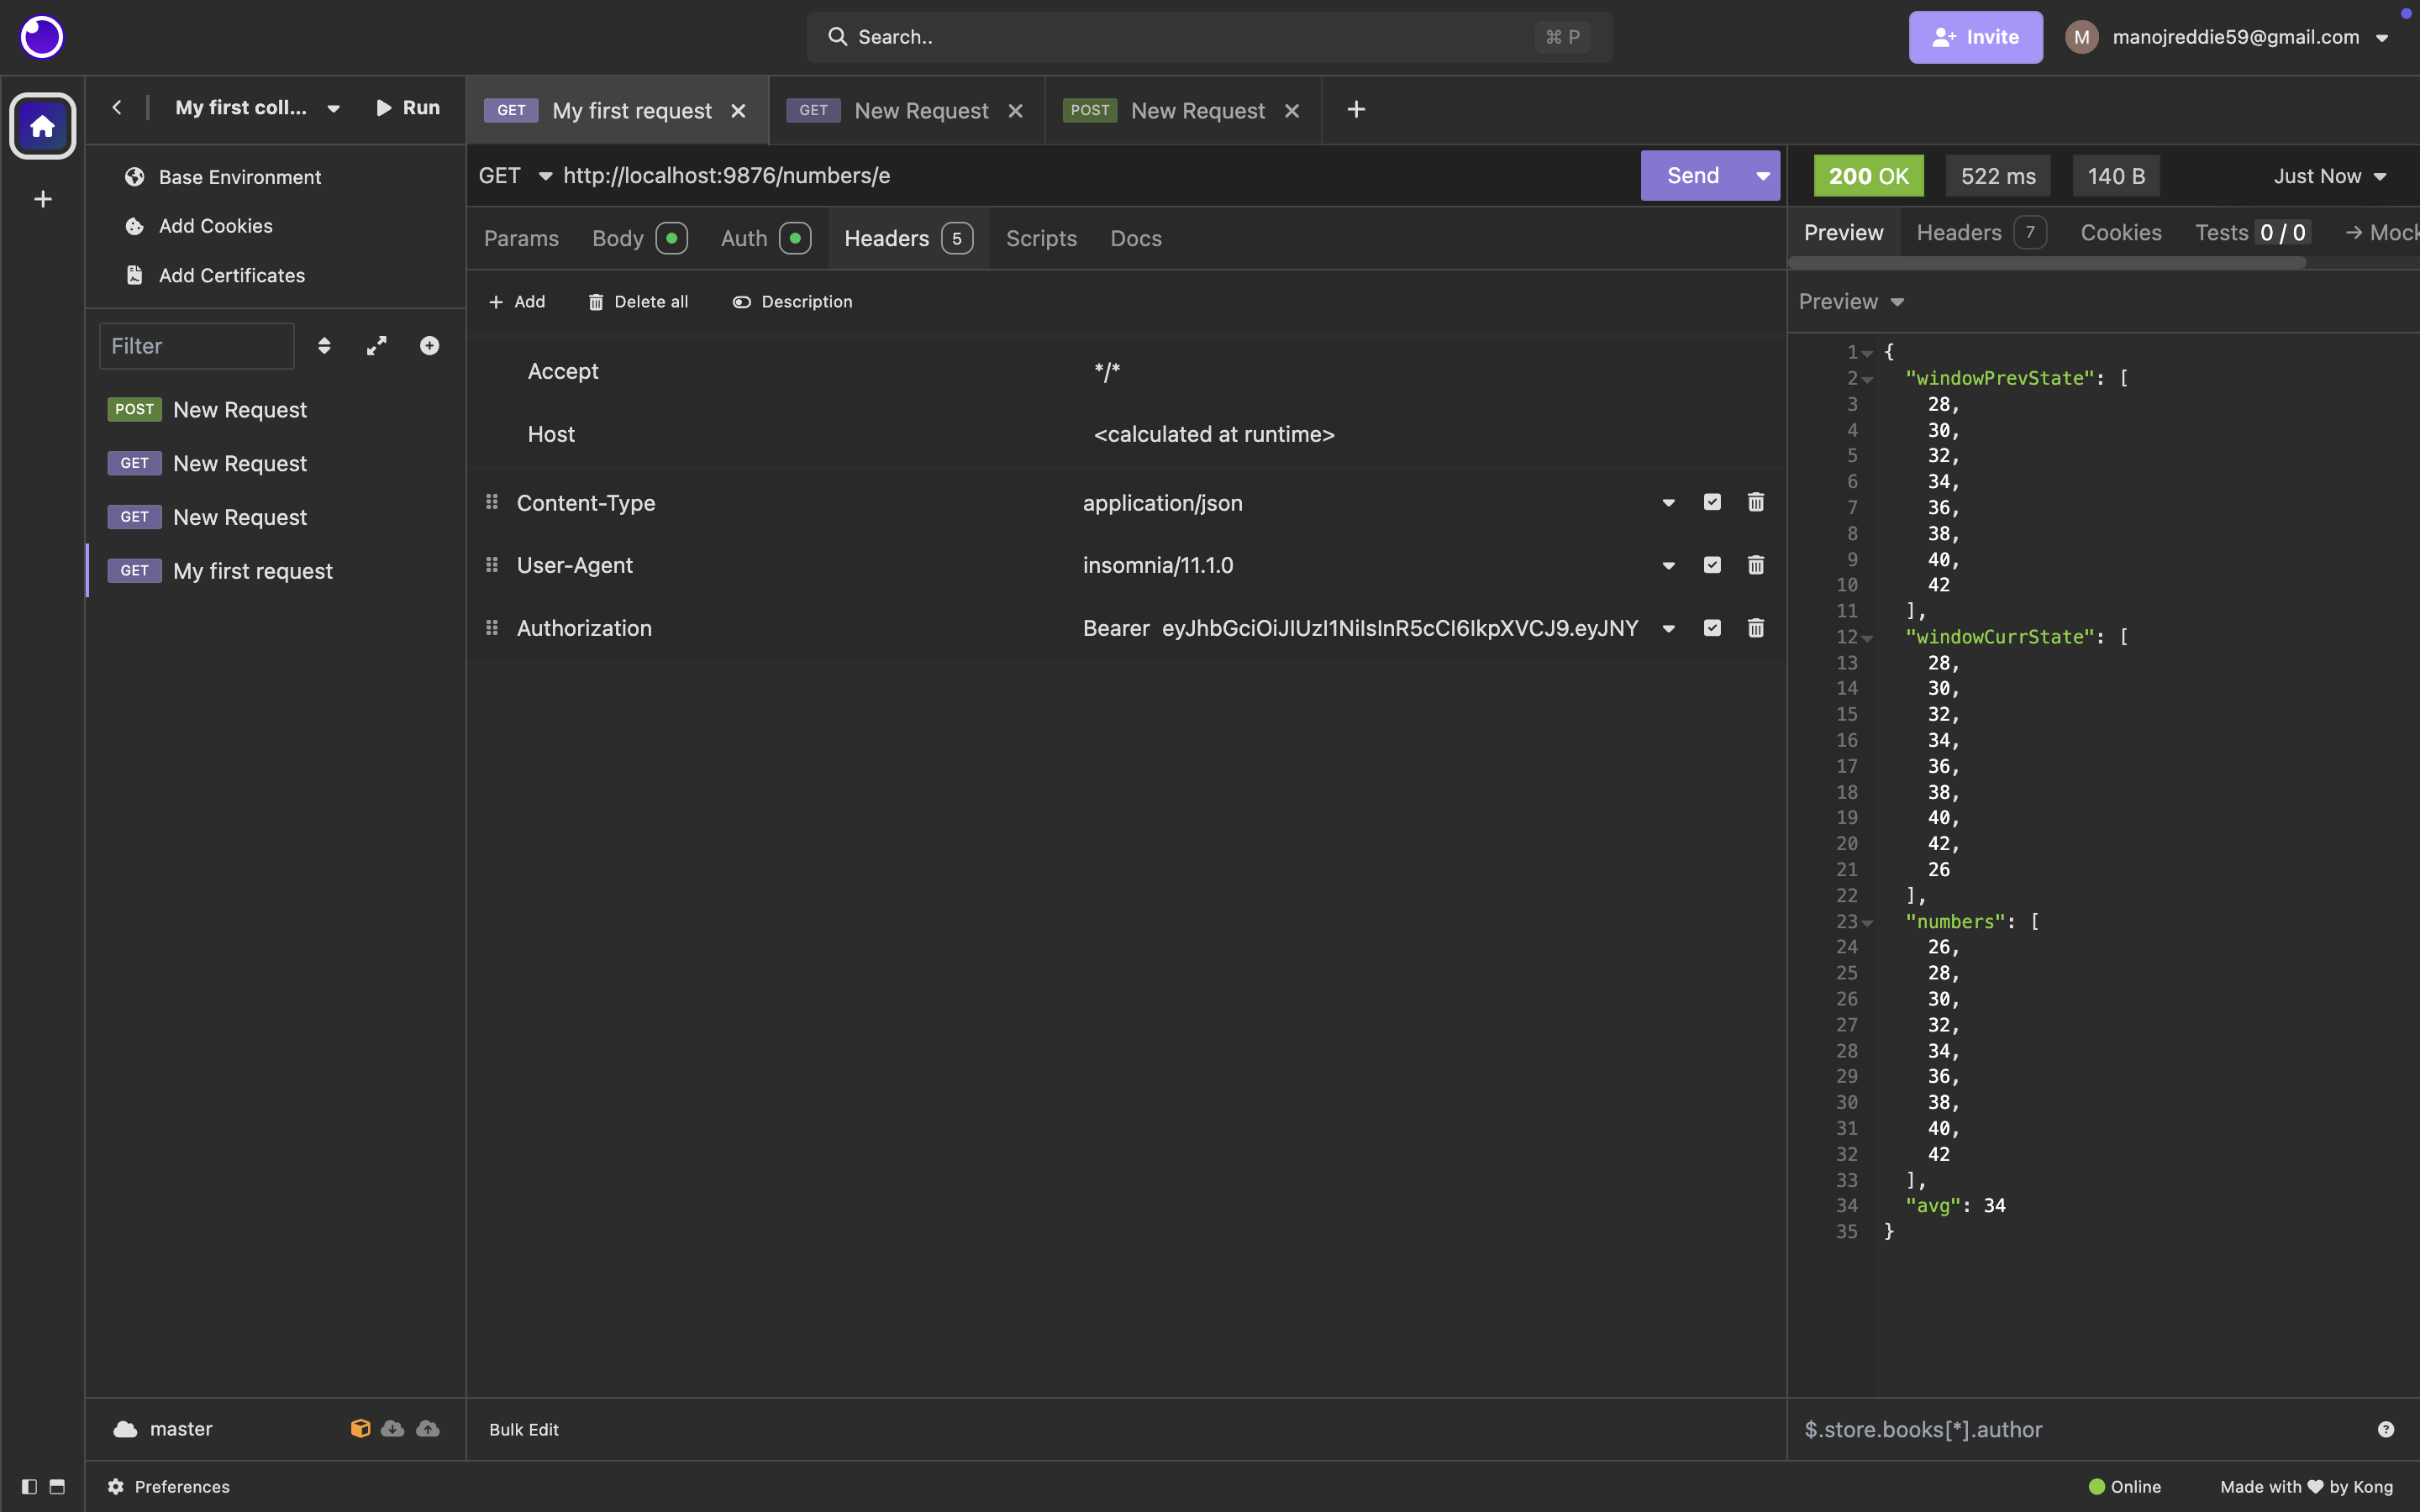 Search..
⌘ P
Invite
M
manojreddie59@gmail.com
My first coll...
Run
GET My first request
GET New Request
POST New Request
Base Environment
Add Cookies
Add Certificates
Filter
POST New Request
GET New Request
GET New Request
GET My first request
GET http://localhost:9876/numbers/e
Send
Params
Body
Auth
Headers 5
Scripts
Docs
Add
Delete all
Description
Accept */*
Host <calculated at runtime>
Content-Type application/json
User-Agent insomnia/11.1.0
Authorization Bearer eyJhbGciOiJIUzI1NiIsInR5cCI6IkpXVCJ9.eyJNY
200 OK
522 ms
140 B
Just Now
Preview
Headers 7
Cookies
Tests 0 / 0
→ Mock
Preview
1 {
2 "windowPrevState": [
3 28,
4 30,
5 32,
6 34,
7 36,
8 38,
9 40,
10 42
11 ],
12 "windowCurrState": [
13 28,
14 30,
15 32,
16 34,
17 36,
18 38,
19 40,
20 42,
21 26
22 ],
23 "numbers": [
24 26,
25 28,
26 30,
27 32,
28 34,
29 36,
30 38,
31 40,
32 42
33 ],
34 "avg": 34
35 }
master
Bulk Edit
$.store.books[*].author
Preferences
Online
Made with ♥ by Kong